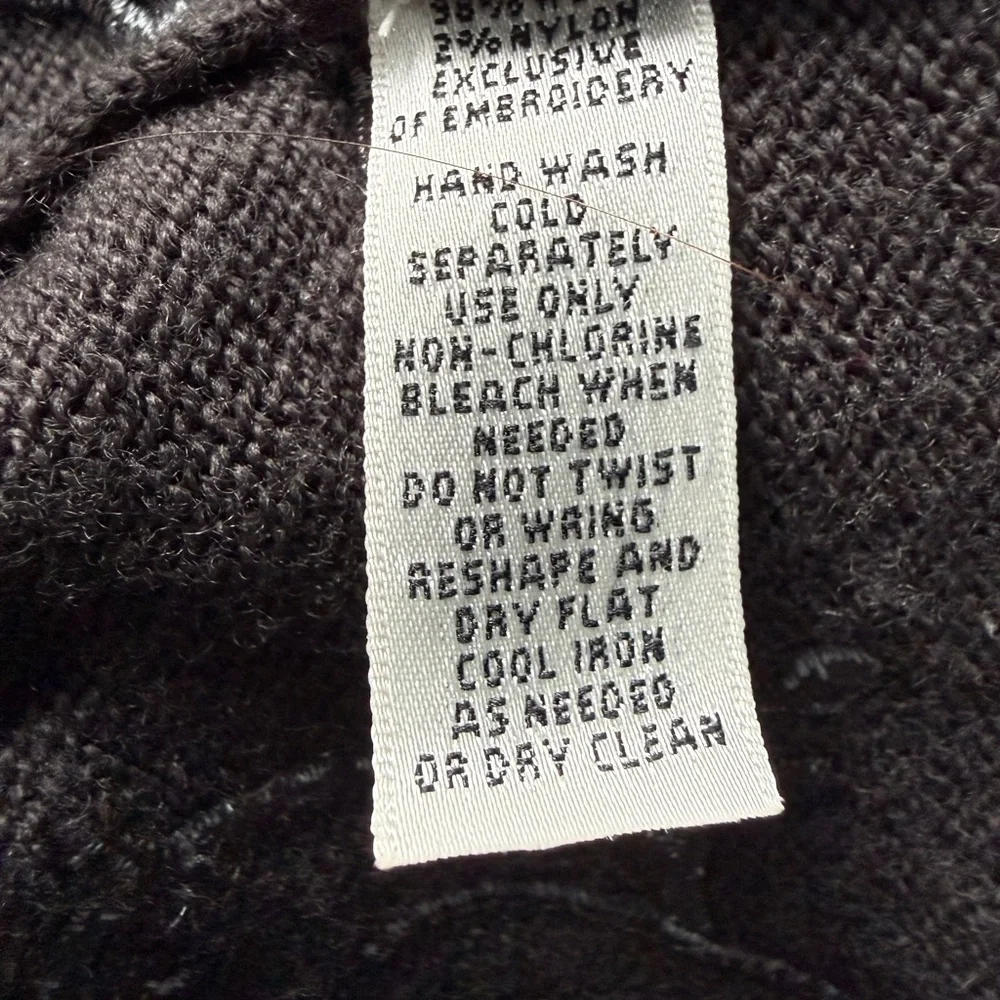 2% NYLON
EXCLUSIVE
OF EMBROIDERY
HAND WASH
COLD
SEPARATELY
USE ONLY
NON-CHLORINE
BLEACH WHEN
NEEDED
DO NOT TWIST
OR WRING
RESHAPE AND
DRY FLAT
COOL IRON
AS NEEDED
OR DRY CLEAN